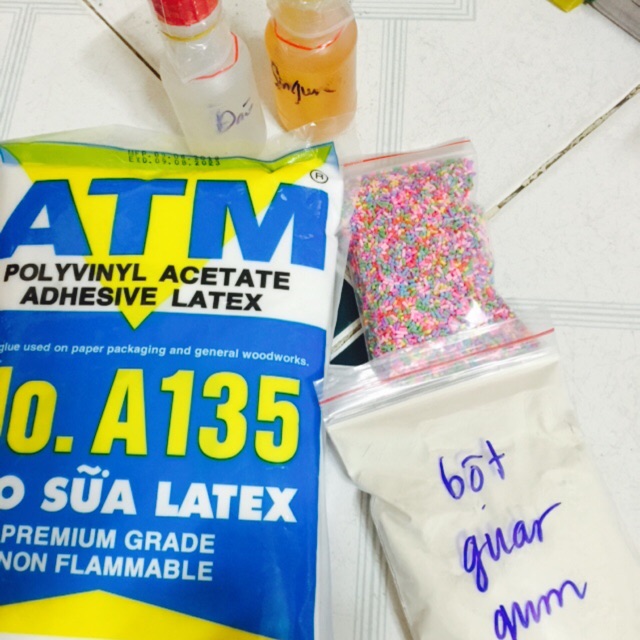 ATM®
POLYVINYL ACETATE
ADHESIVE LATEX
glue used on paper packaging and general woodworks.
No. A135
O SỮA LATEX
PREMIUM GRADE
NON FLAMMABLE
bột
guar
gum